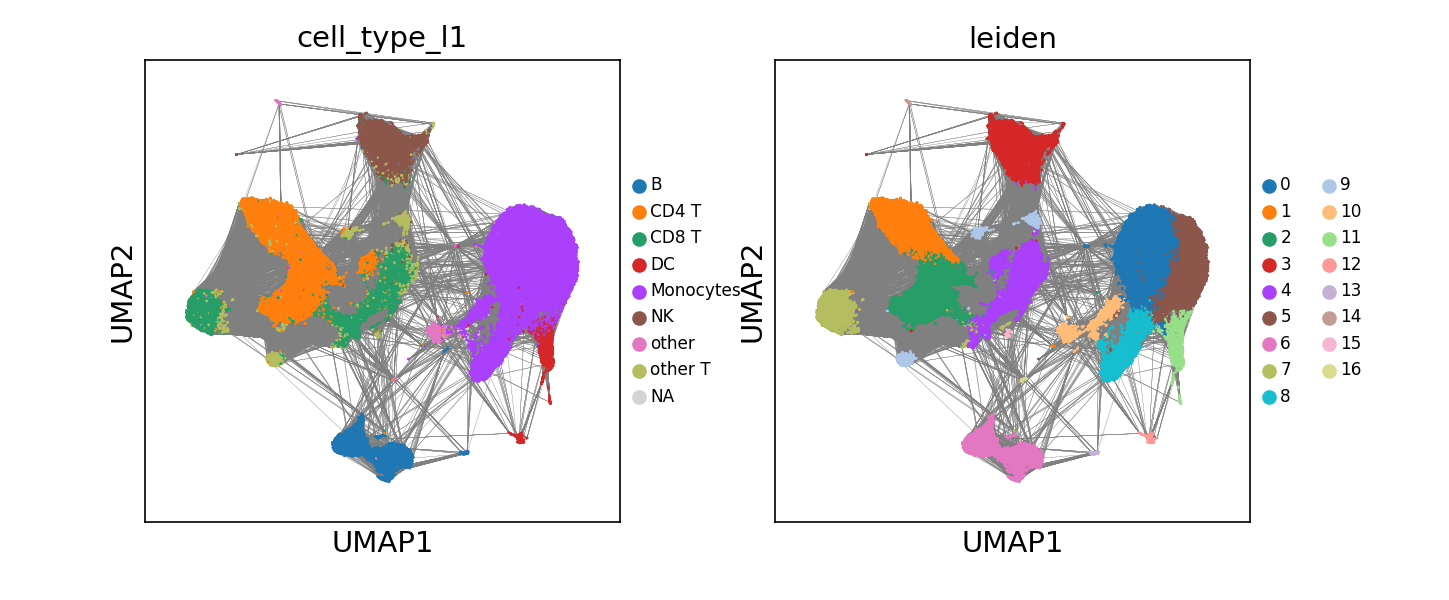 cell_type_l1
UMAP2
UMAP1
B
CD4 T
CD8 T
DC
Monocytes
NK
other
other T
NA
leiden
UMAP2
UMAP1
0
1
2
3
4
5
6
7
8
9
10
11
12
13
14
15
16